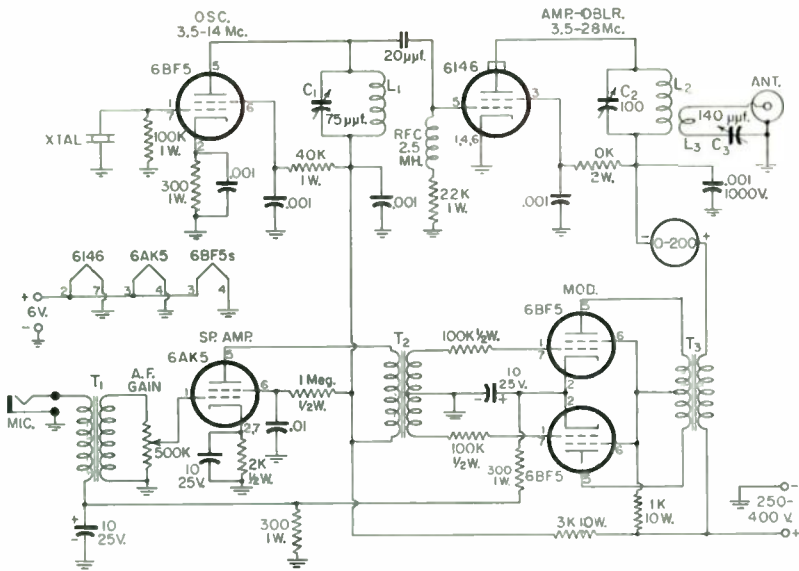 OSC.
3.5-14 Mc.
AMP.-DBLR.
3.5-28 Mc.
6BF5
5
1
7
6
2
XTAL
100K
1W.
300
1W.
.001
.001
40K
1W.
C1
75μμf.
L1
20μμf.
.001
RFC
2.5
MH.
22K
1W.
6146
5
3
1,4,6
.001
C2
100
L2
0K
2W.
140 μμf.
L3
C3
ANT.
.001
1000V.
-
0-200
+
6146
6AK5
6BF5s
+
6V.
-
2
7
3
4
3
4
SP. AMP.
6AK5
5
1
6
2,7
MIC.
T1
A.F.
GAIN
500K
10
25V.
2K
½W.
.01
1 Meg.
½W.
T2
100K ½W.
100K
½W.
10
25V.
+
MOD.
6BF5
5
1
7
6
2
2
1
7
6
5
6BF5
300
1W.
T3
1K
10W.
3K 10W.
-
250-
400 V.
+
+
10
25V.
-
300
1W.